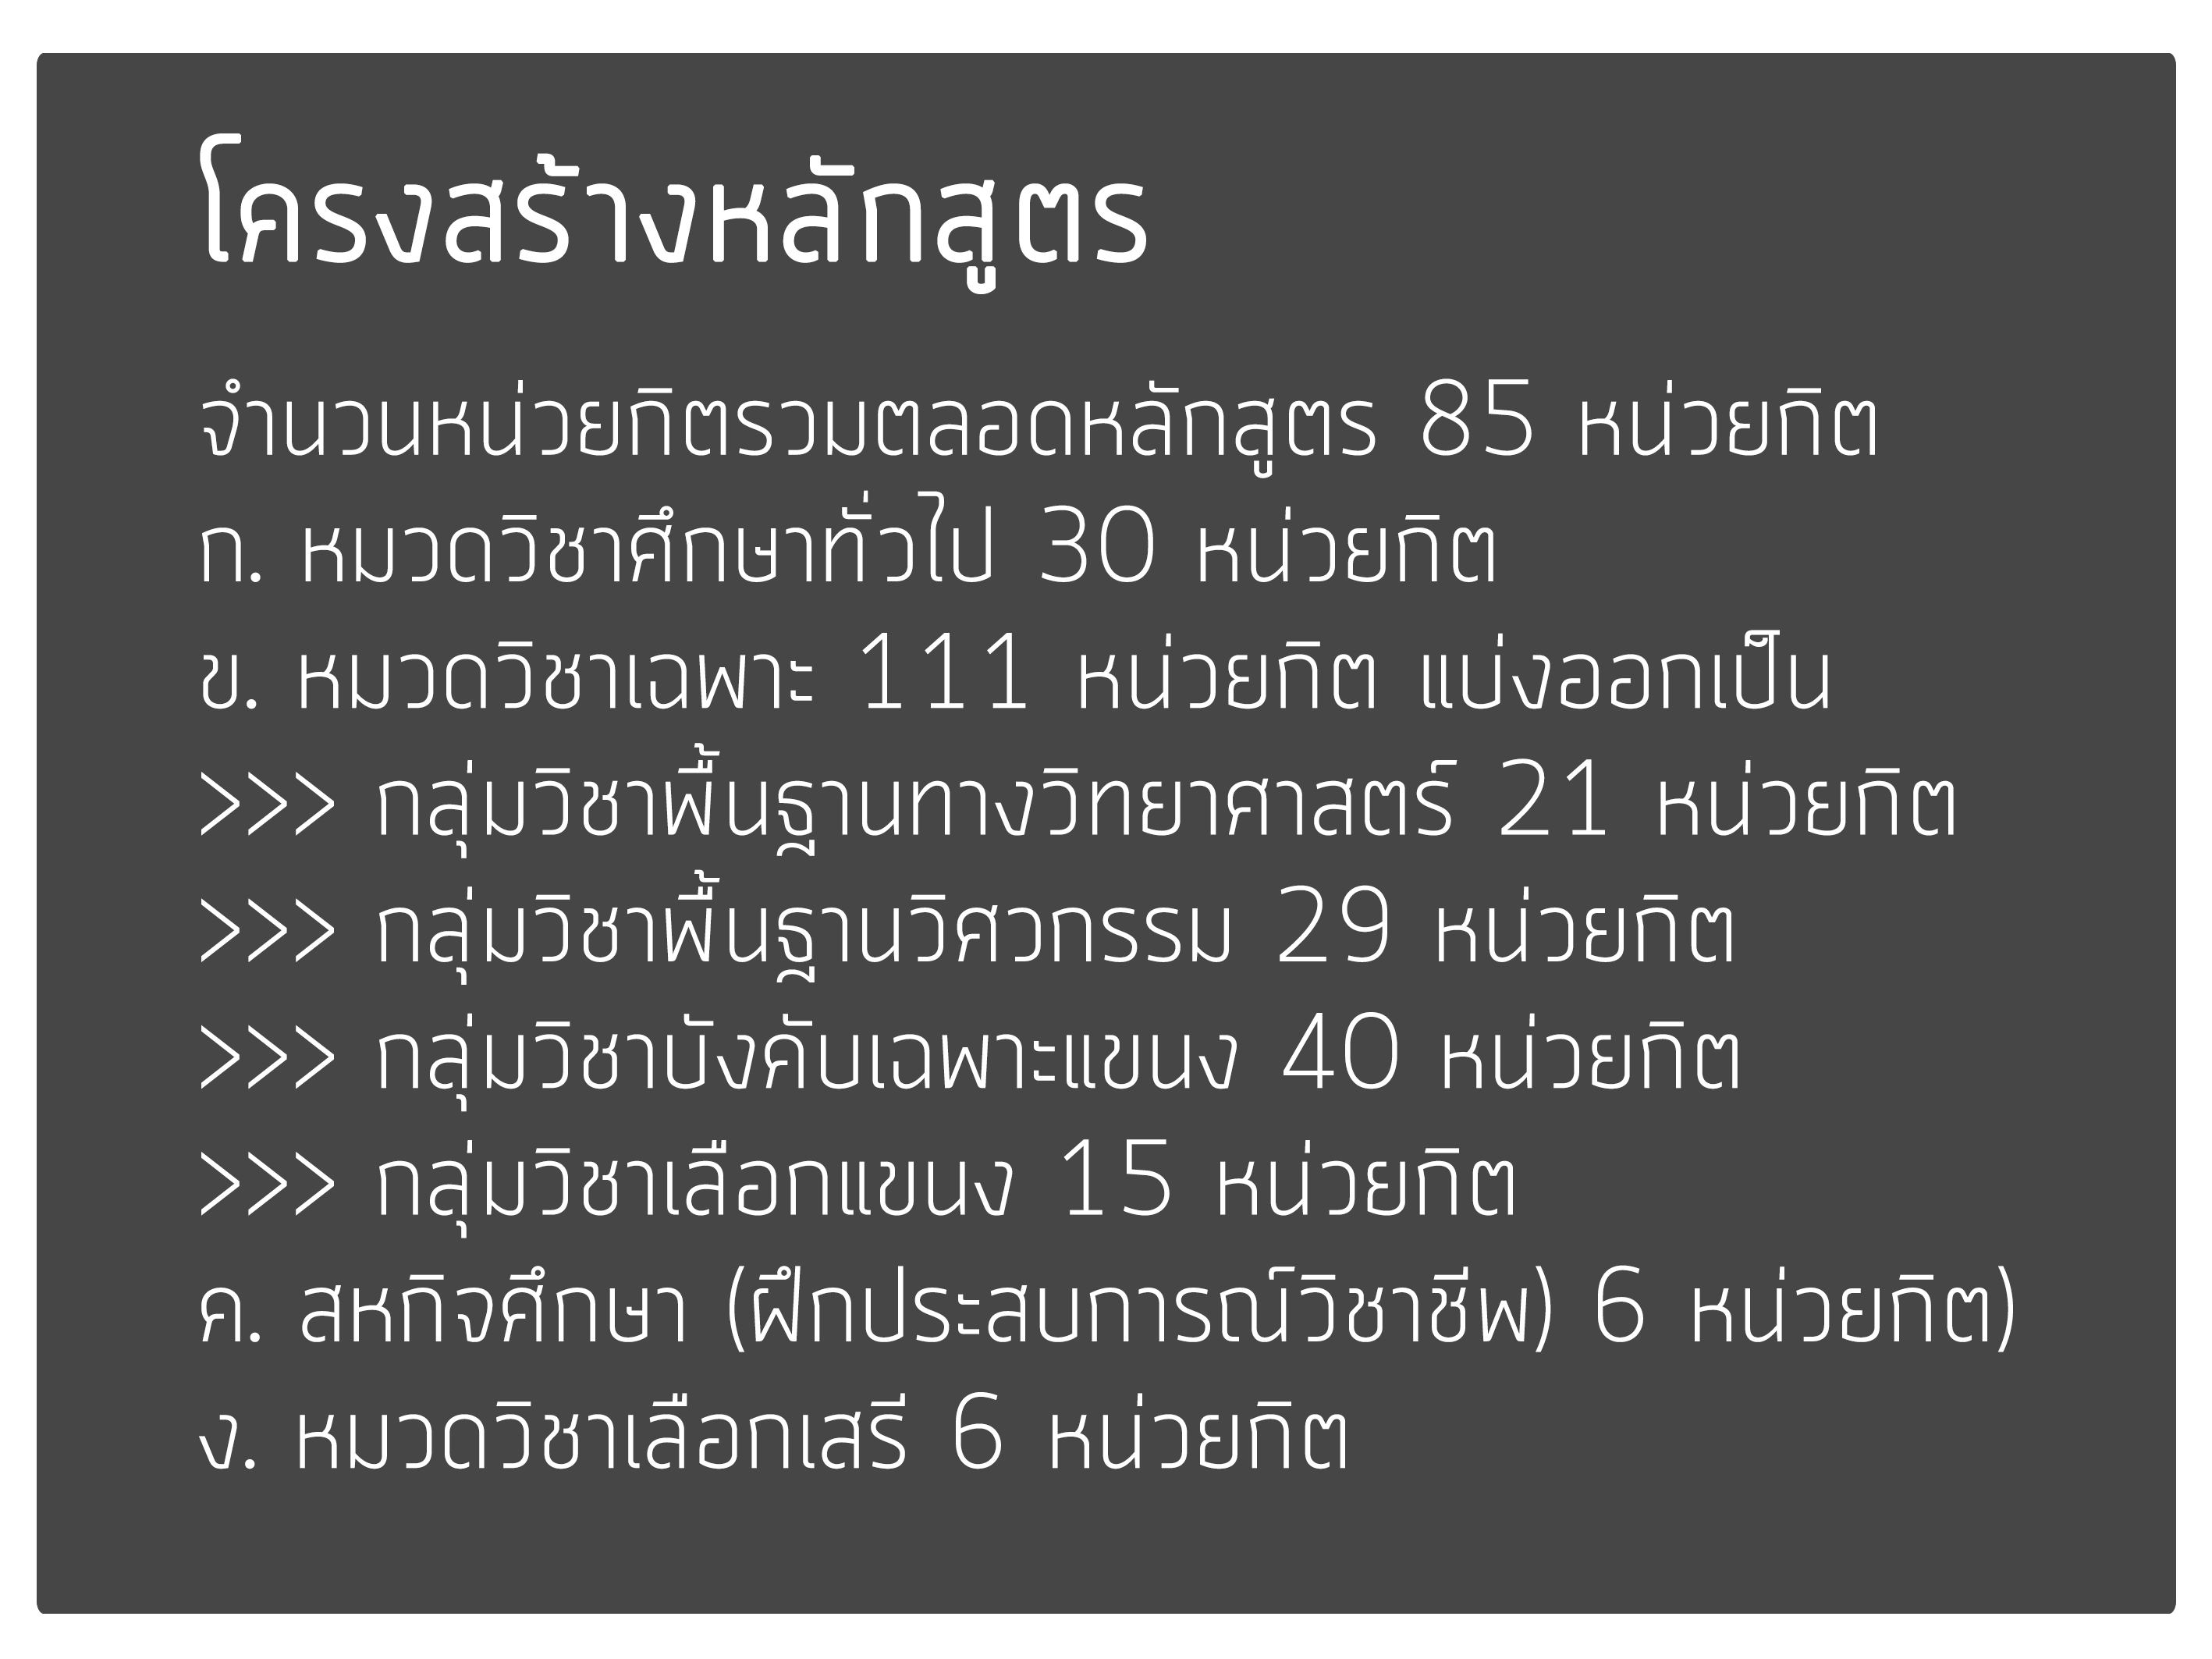 โครงสร้างหลักสูตร
จำนวนหน่วยกิตรวมตลอดหลักสูตร 85 หน่วยกิต
ก. หมวดวิชาศึกษาทั่วไป 30 หน่วยกิต
ข. หมวดวิชาเฉพาะ 111 หน่วยกิต แบ่งออกเป็น
>>> กลุ่มวิชาพื้นฐานทางวิทยาศาสตร์ 21 หน่วยกิต
>>> กลุ่มวิชาพื้นฐานวิศวกรรม 29 หน่วยกิต
>>> กลุ่มวิชาบังคับเฉพาะแขนง 40 หน่วยกิต
>>> กลุ่มวิชาเลือกแขนง 15 หน่วยกิต
ค. สหกิจศึกษา (ฝึกประสบการณ์วิชาชีพ) 6 หน่วยกิต)
ง. หมวดวิชาเลือกเสรี 6 หน่วยกิต